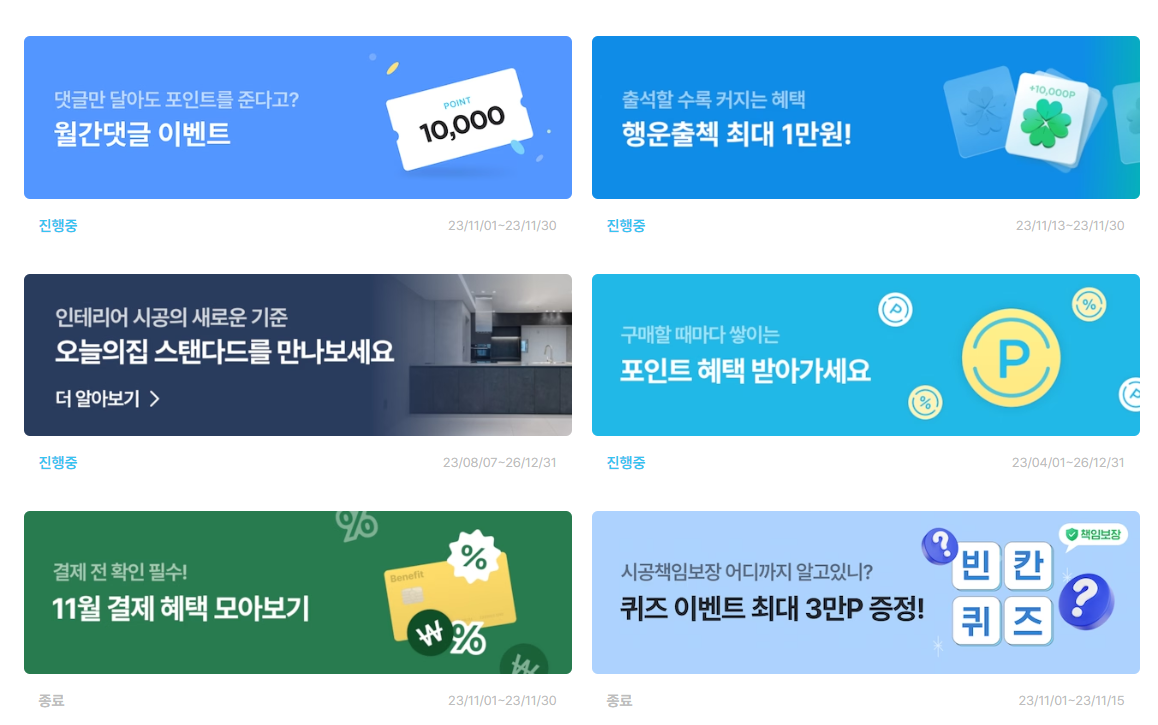 댓글만 달아도 포인트를 준다고?
월간댓글 이벤트
POINT
10,000
진행중
23/11/01~23/11/30
출석할 수록 커지는 혜택
행운출첵 최대 1만원!
+10,000P
진행중
23/11/13~23/11/30
인테리어 시공의 새로운 기준
오늘의집 스탠다드를 만나보세요
더 알아보기 >
진행중
23/08/07~26/12/31
구매할 때마다 쌓이는
포인트 혜택 받아가세요
P
%
P
%
P
진행중
23/04/01~26/12/31
결제 전 확인 필수!
11월 결제 혜택 모아보기
%
%
Benefit
₩
%
₩
종료
23/11/01~23/11/30
시공책임보장 어디까지 알고있니?
퀴즈 이벤트 최대 3만P 증정!
책임보장
?
빈칸
퀴즈
?
종료
23/11/01~23/11/15